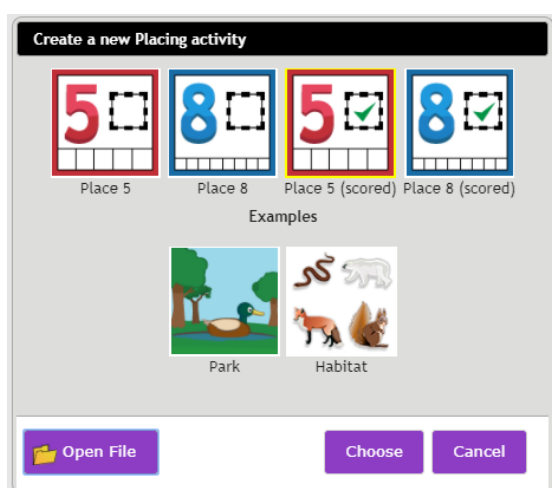 Create a new Placing activity
5 8 5 8
Place 5 Place 8 Place 5 (scored) Place 8 (scored)
Examples
Park Habitat
Open File Choose Cancel